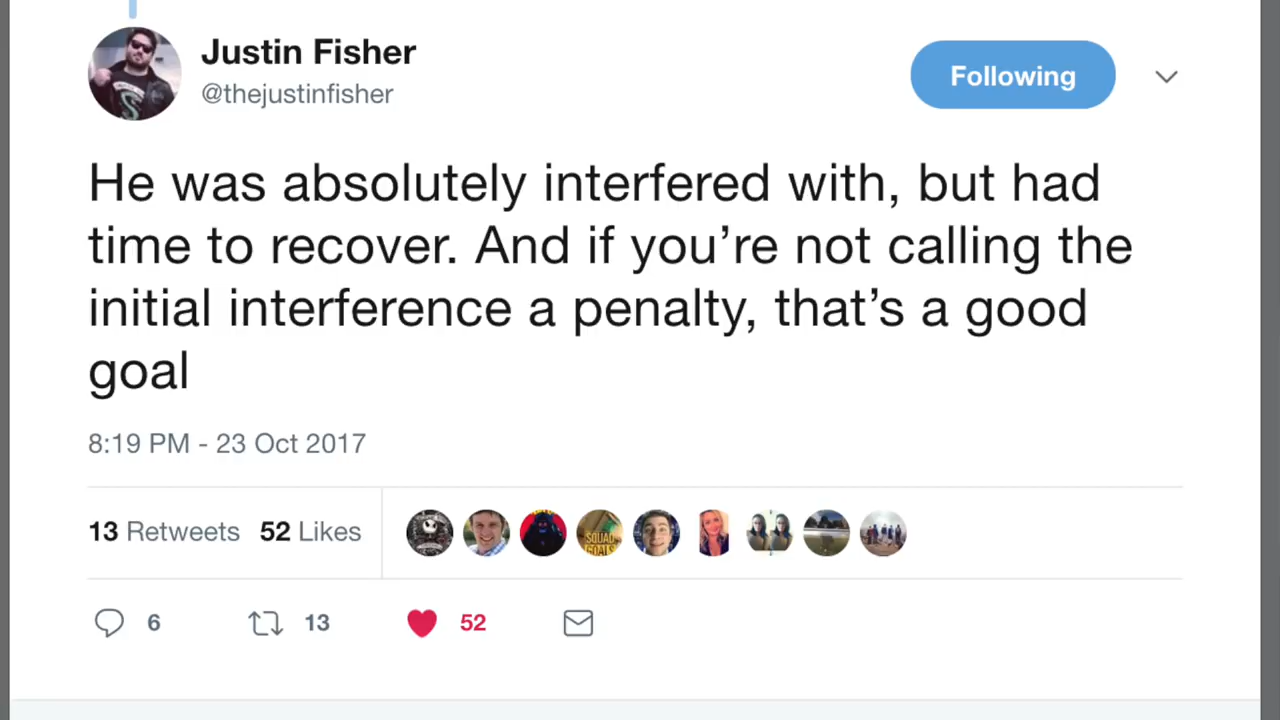 Justin Fisher
@thejustinfisher
Following
He was absolutely interfered with, but had
time to recover. And if you’re not calling the
initial interference a penalty, that’s a good
goal
8:19 PM - 23 Oct 2017
13 Retweets 52 Likes
SQUAD
GOALS
6 13 52